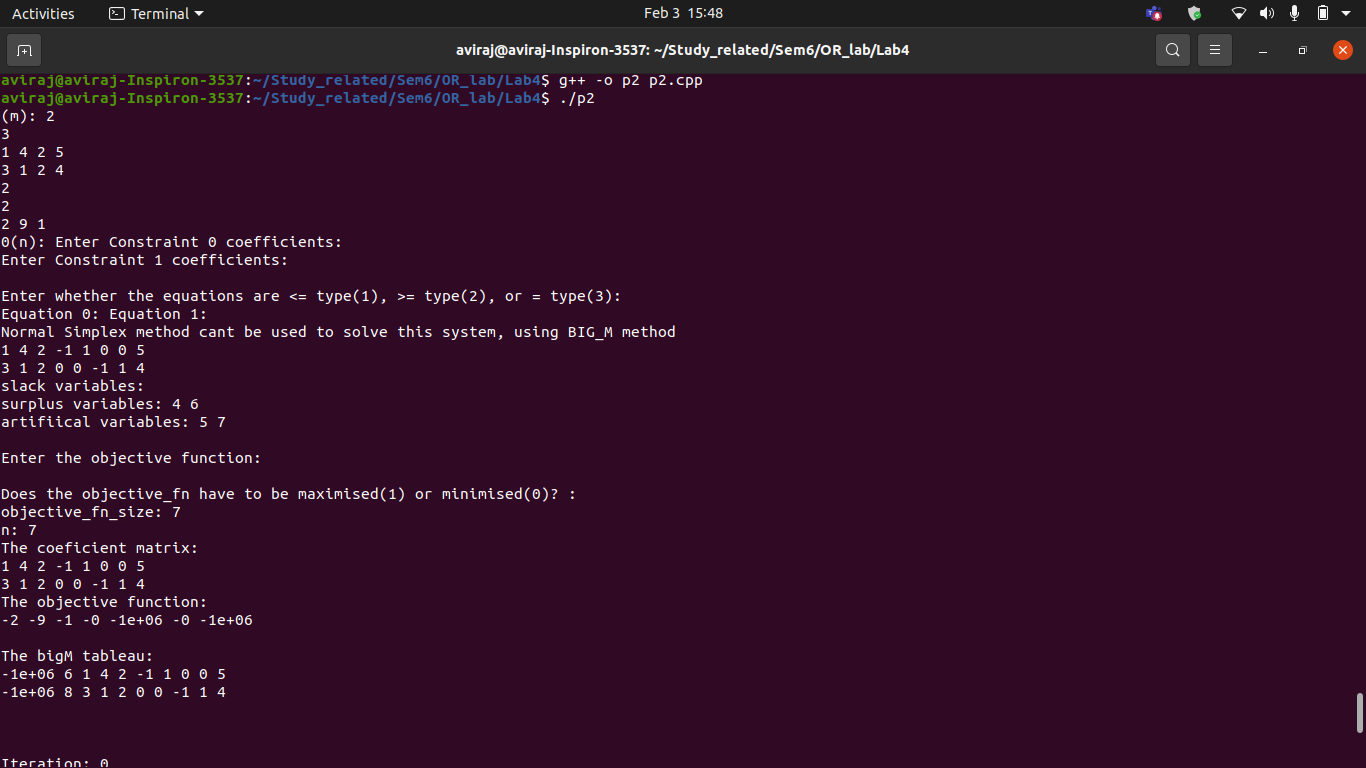 Activities Terminal Feb 3 15:48
aviraj@aviraj-Inspiron-3537: ~/Study_related/Sem6/OR_lab/Lab4
aviraj@aviraj-Inspiron-3537:~/Study_related/Sem6/OR_lab/Lab4$ g++ -o p2 p2.cpp
aviraj@aviraj-Inspiron-3537:~/Study_related/Sem6/OR_lab/Lab4$ ./p2
(m): 2
3
1 4 2 5
3 1 2 4
2
2
2 9 1
0(n): Enter Constraint 0 coefficients:
Enter Constraint 1 coefficients:
Enter whether the equations are <= type(1), >= type(2), or = type(3):
Equation 0: Equation 1:
Normal Simplex method cant be used to solve this system, using BIG_M method
1 4 2 -1 1 0 0 5
3 1 2 0 0 -1 1 4
slack variables:
surplus variables: 4 6
artifiical variables: 5 7
Enter the objective function:
Does the objective_fn have to be maximised(1) or minimised(0)? :
objective_fn_size: 7
n: 7
The coeficient matrix:
1 4 2 -1 1 0 0 5
3 1 2 0 0 -1 1 4
The objective function:
-2 -9 -1 -0 -1e+06 -0 -1e+06
The bigM tableau:
-1e+06 6 1 4 2 -1 1 0 0 5
-1e+06 8 3 1 2 0 0 -1 1 4
Iteration: 0